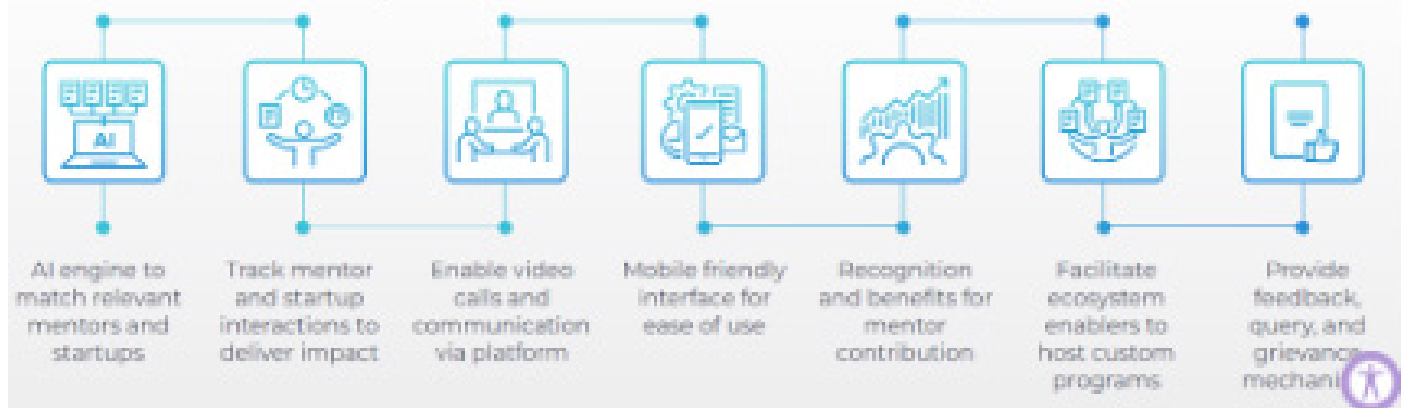 AI
AI engine to
match relevant
mentors and
startups
Track mentor
and startup
interactions to
deliver impact
Enable video
calls and
communication
via platform
Mobile friendly
interface for
ease of use
Recognition
and benefits for
mentor
contribution
Facilitate
ecosystem
enablers to
host custom
programs
Provide
feedback,
query, and
grievance